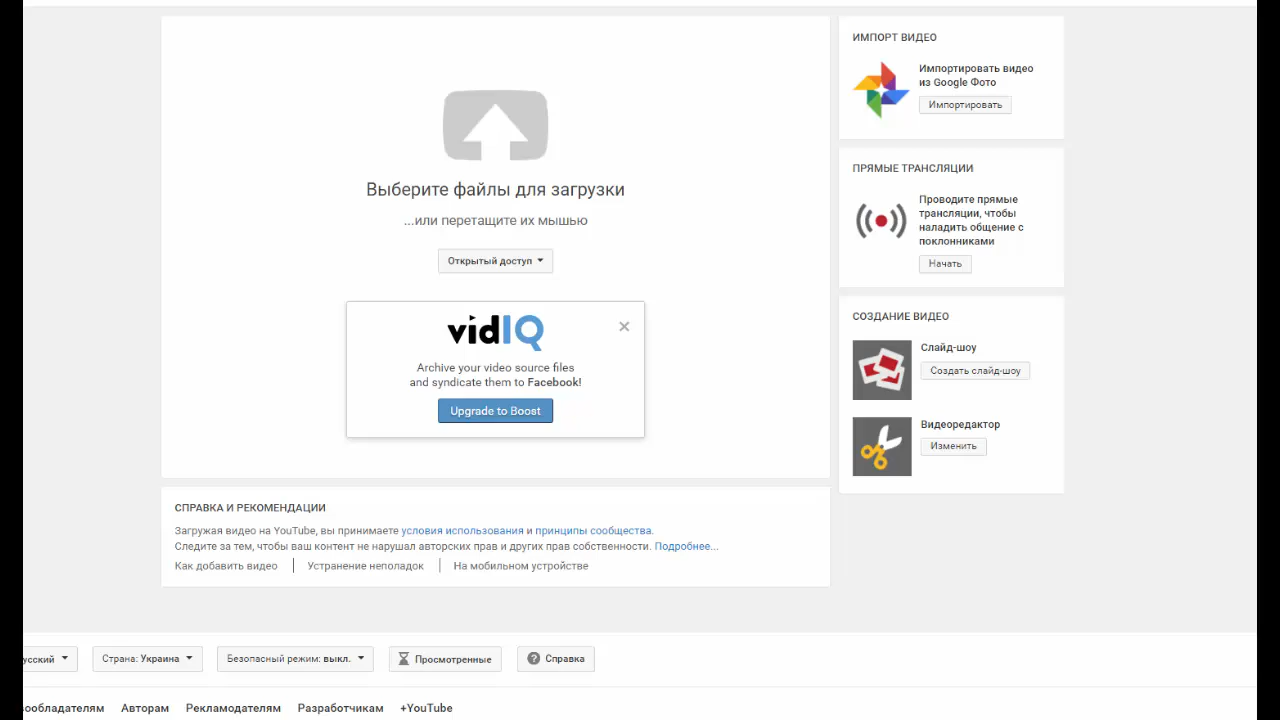 Выберите файлы для загрузки
...или перетащите их мышью
Открытый доступ
vidIQ
Archive your video source files
and syndicate them to Facebook!
Upgrade to Boost
ИМПОРТ ВИДЕО
Импортировать видео
из Google Фото
Импортировать
ПРЯМЫЕ ТРАНСЛЯЦИИ
Проводите прямые
трансляции, чтобы
наладить общение с
поклонниками
Начать
СОЗДАНИЕ ВИДЕО
Слайд-шоу
Создать слайд-шоу
Видеоредактор
Изменить
СПРАВКА И РЕКОМЕНДАЦИИ
Загружая видео на YouTube, вы принимаете условия использования и принципы сообщества.
Следите за тем, чтобы ваш контент не нарушал авторских прав и других прав собственности. Подробнее...
Как добавить видео Устранение неполадок На мобильном устройстве
усский Страна: Украина Безопасный режим: выкл. Просмотренные Справка
ообладателям Авторам Рекламодателям Разработчикам +YouTube